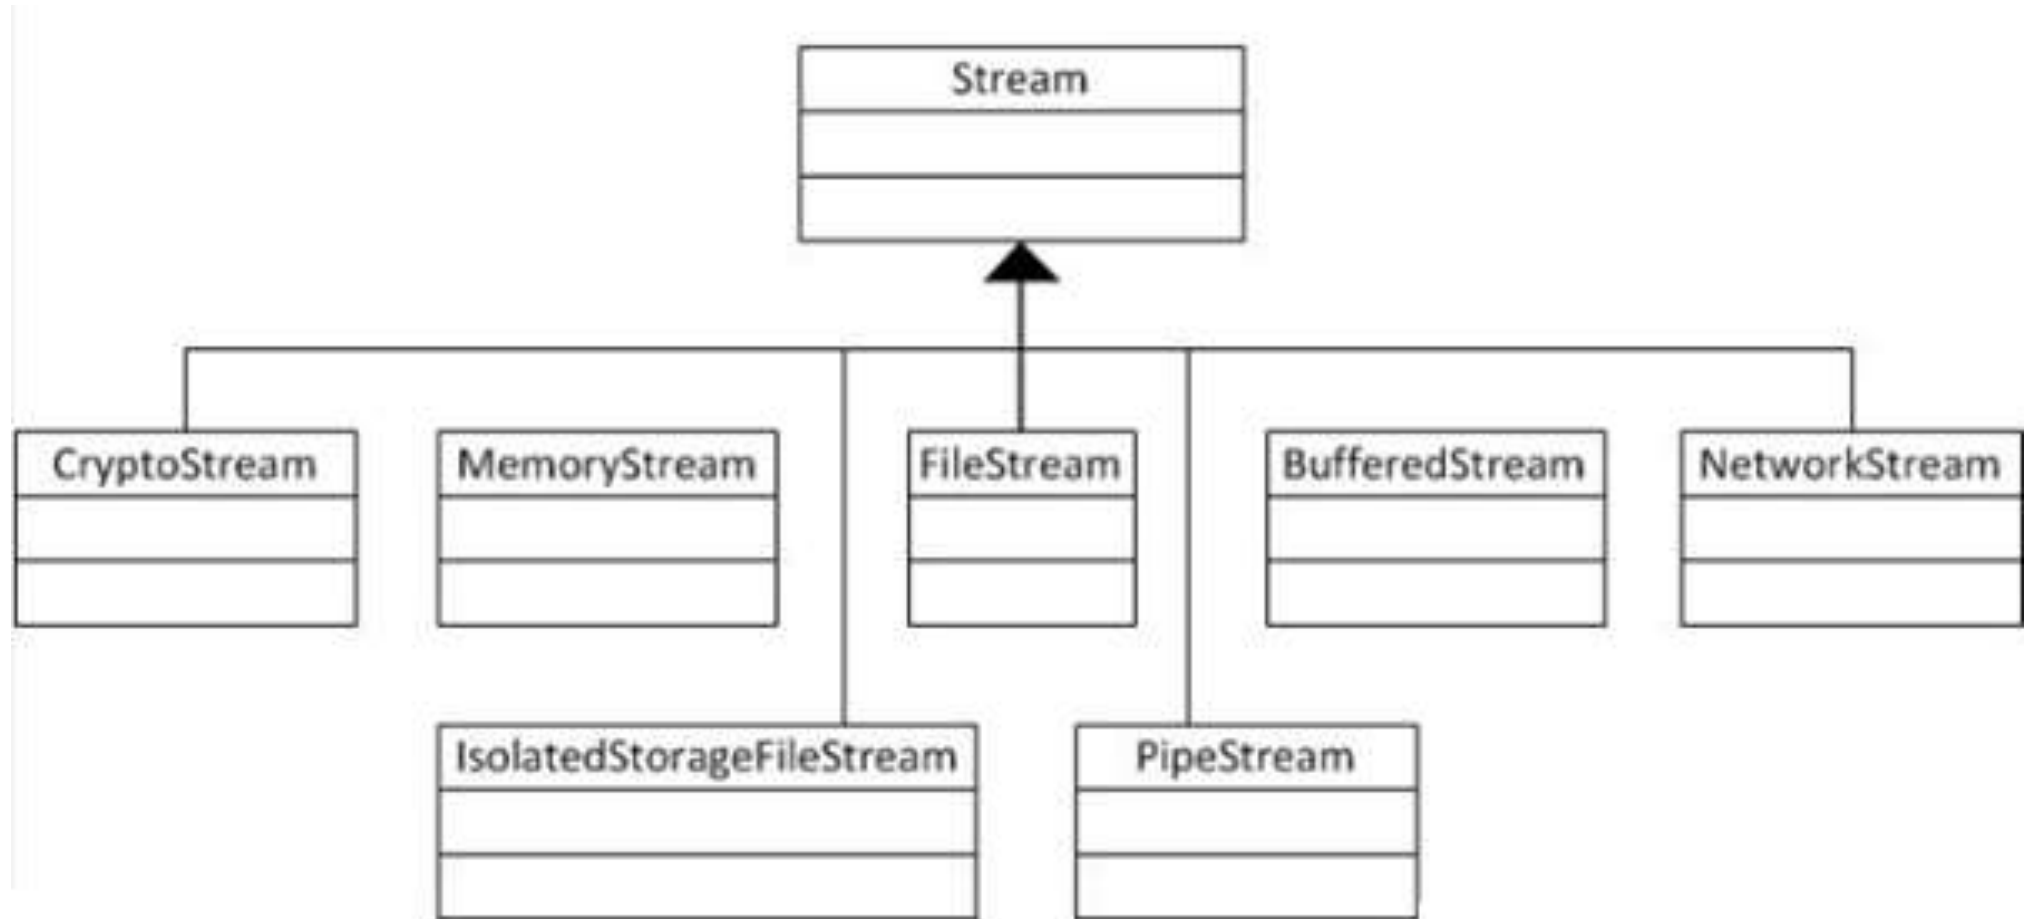 Stream
CryptoStream
MemoryStream
FileStream
BufferedStream
NetworkStream
IsolatedStorageFileStream
PipeStream